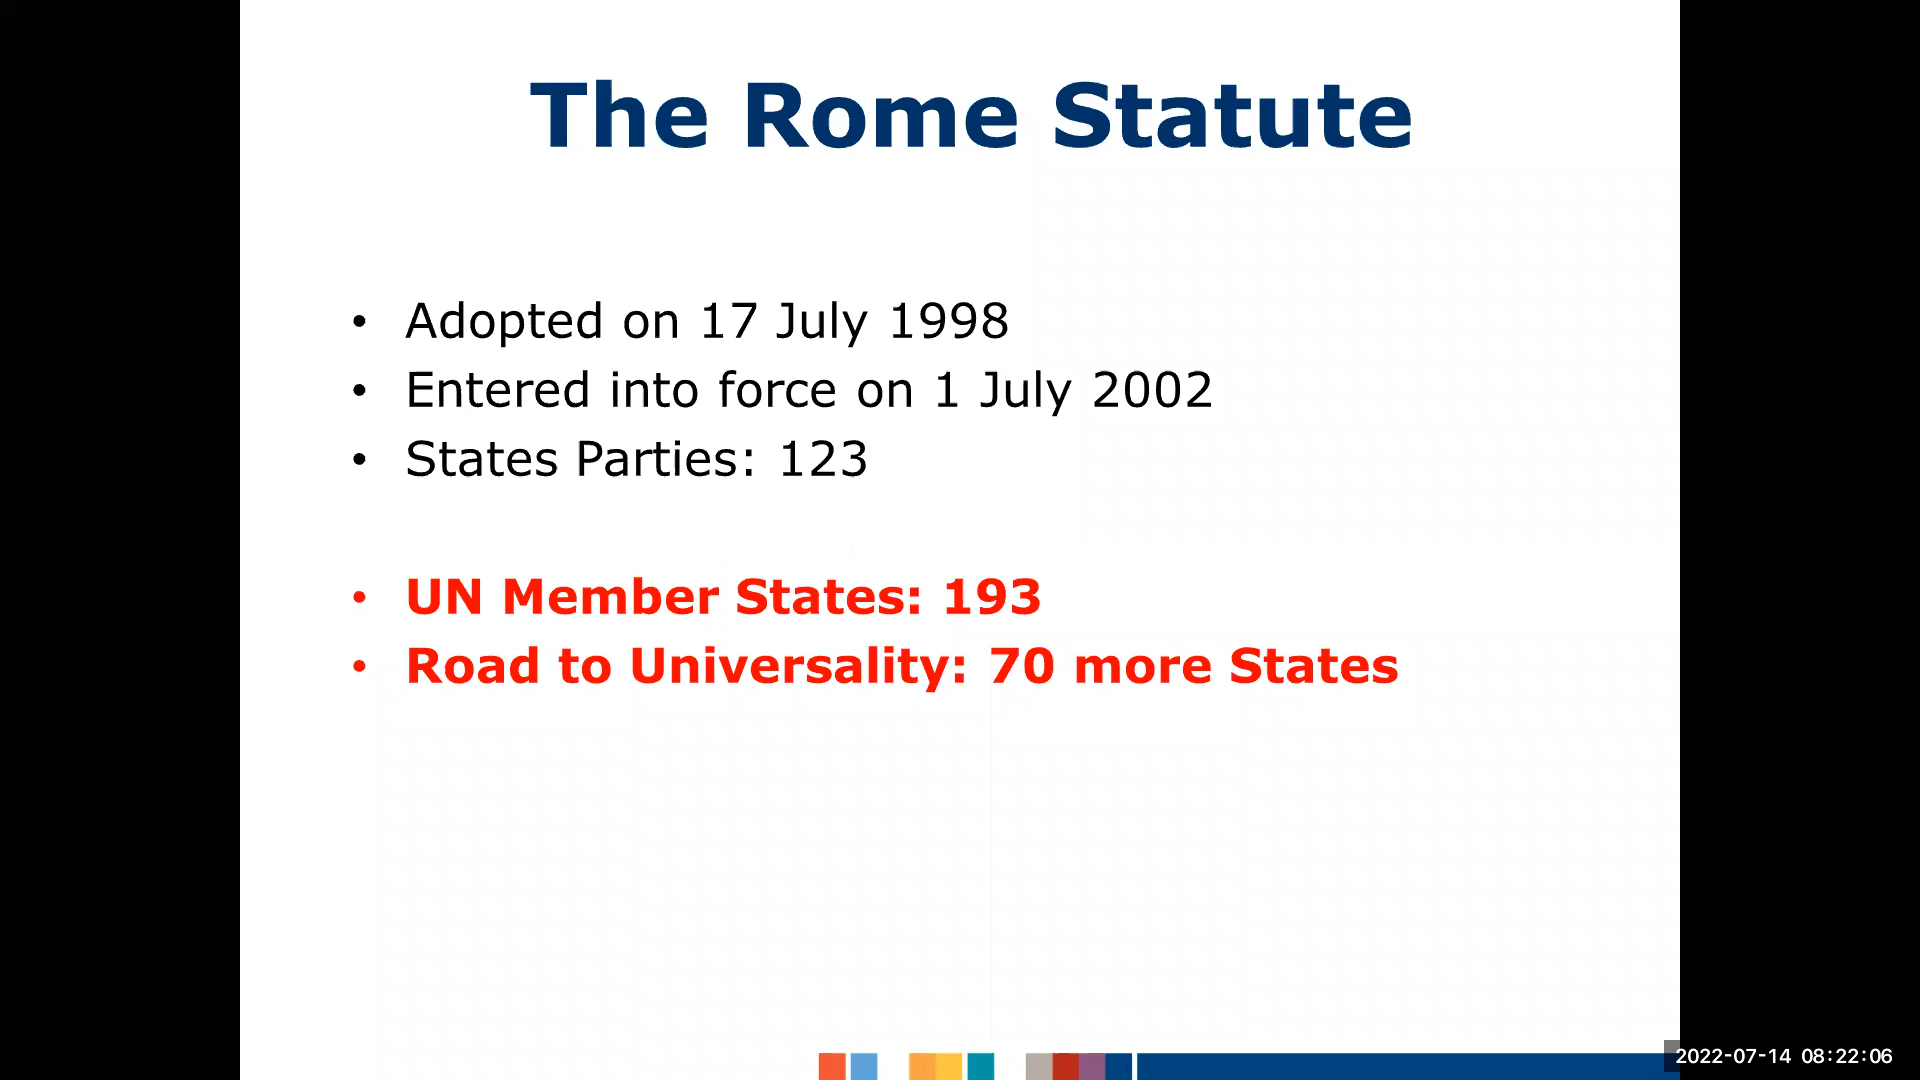 The Rome Statute
• Adopted on 17 July 1998
• Entered into force on 1 July 2002
• States Parties: 123
• UN Member States: 193
• Road to Universality: 70 more States
2022-07-14 08:22:06